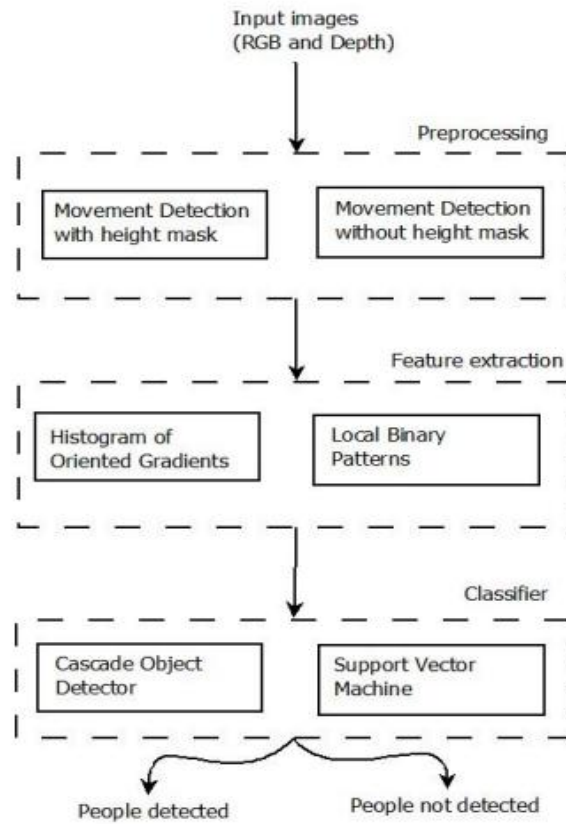 Input images
(RGB and Depth)
Preprocessing
Movement Detection
with height mask
Movement Detection
without height mask
Feature extraction
Histogram of
Oriented Gradients
Local Binary
Patterns
Classifier
Cascade Object
Detector
Support Vector
Machine
People detected
People not detected